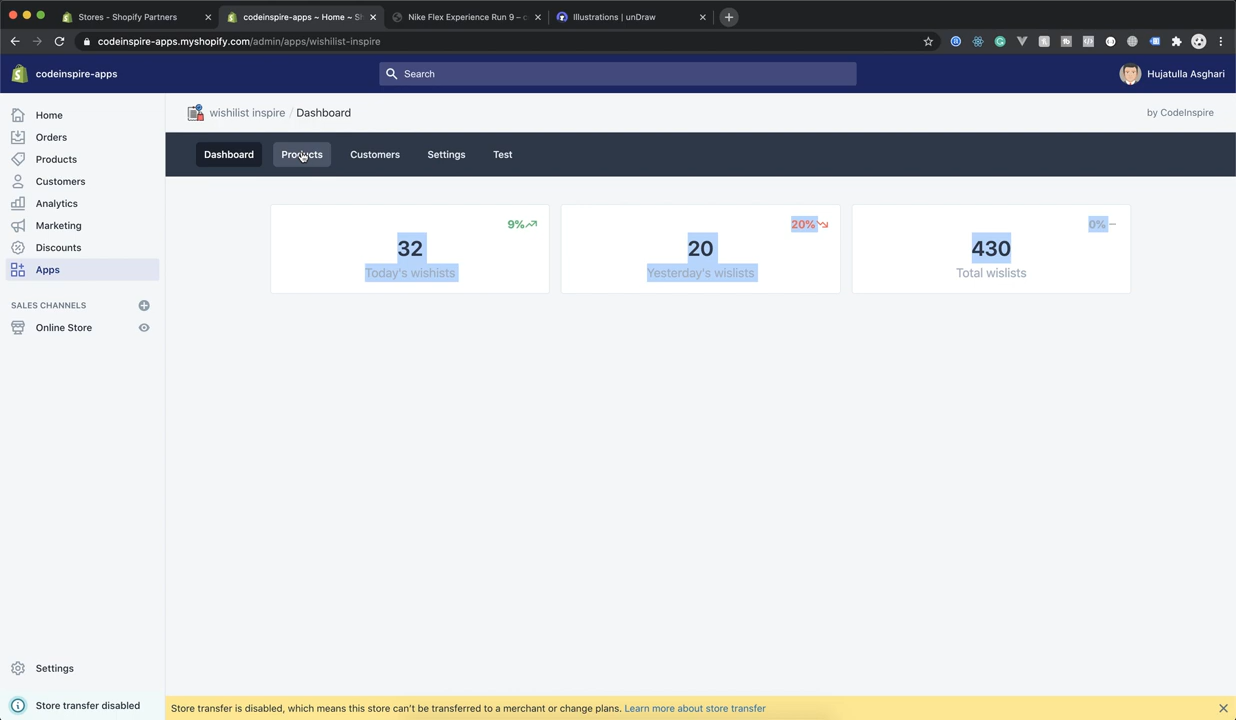 Stores - Shopify Partners
codeinspire-apps ~ Home ~ S
Nike Flex Experience Run 9 – c
Illustrations | unDraw
codeinspire-apps.myshopify.com/admin/apps/wishilist-inspire
codeinspire-apps
Search
Hujatulla Asghari
Home
Orders
Products
Customers
Analytics
Marketing
Discounts
Apps
SALES CHANNELS
Online Store
Settings
Store transfer disabled
wishilist inspire / Dashboard
by CodeInspire
Dashboard
Products
Customers
Settings
Test
9%
32
Today's wishists
20%
20
Yesterday's wislists
0%
430
Total wislists
Store transfer is disabled, which means this store can't be transferred to a merchant or change plans. Learn more about store transfer